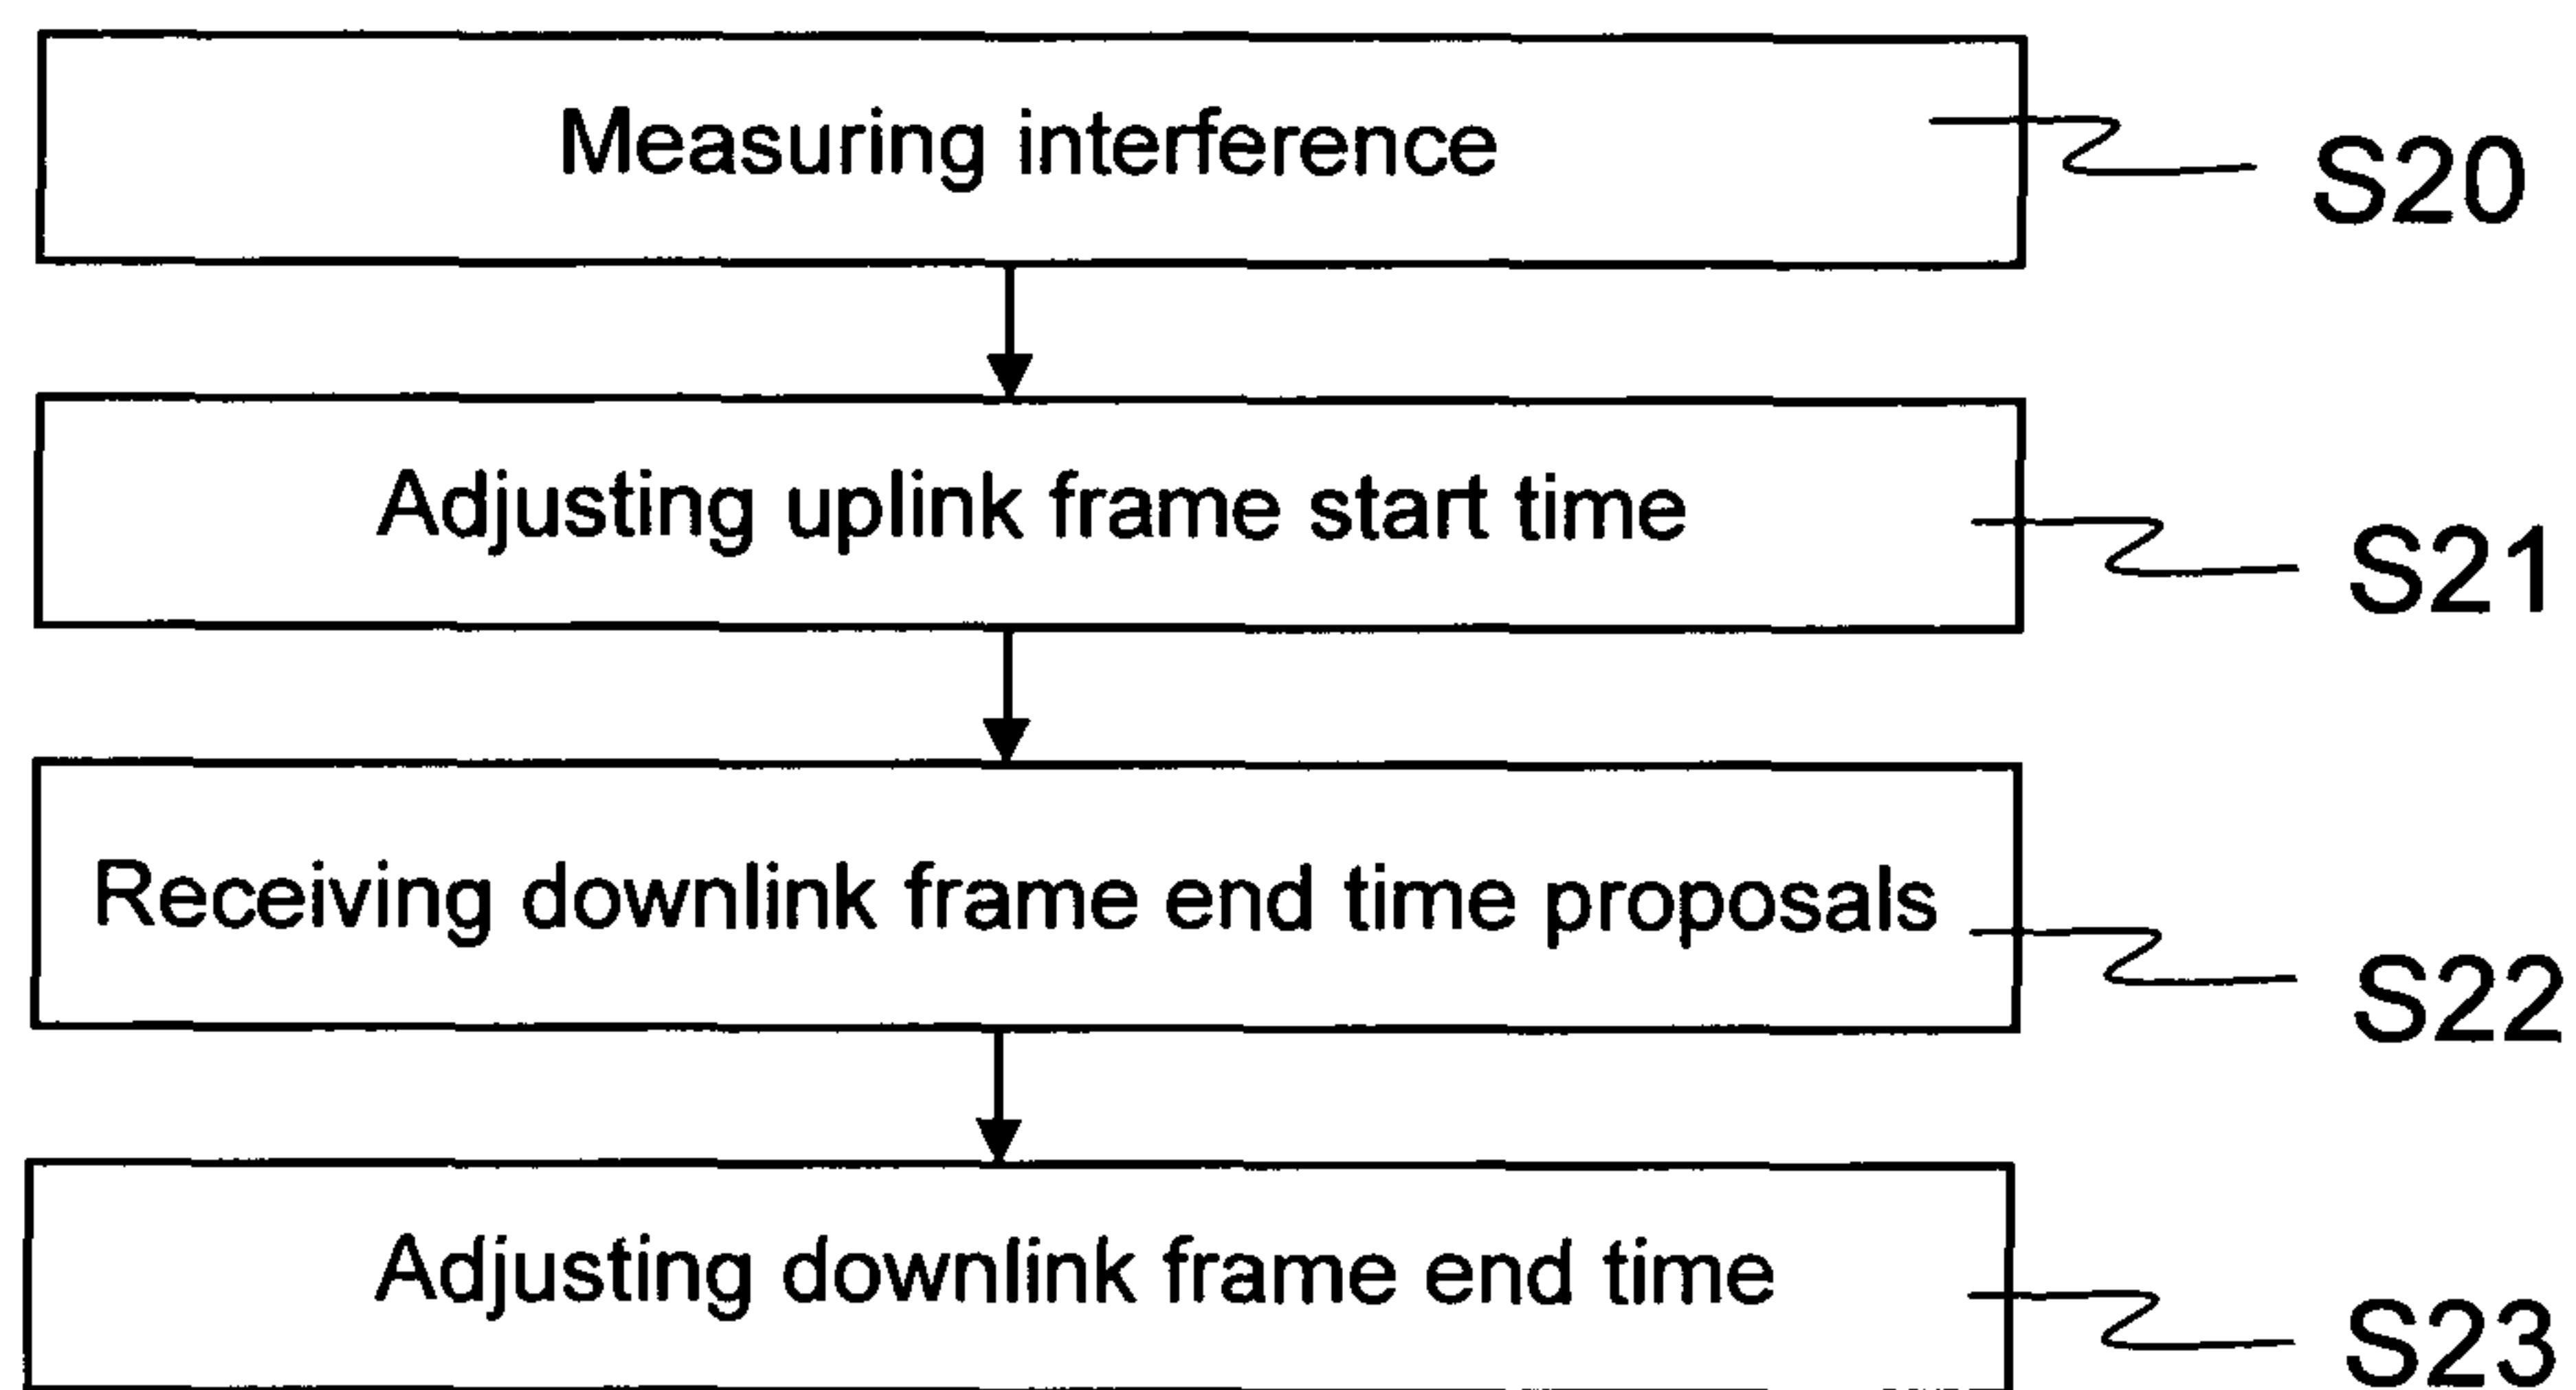 Measuring interference
S20
Adjusting uplink frame start time
S21
Receiving downlink frame end time proposals
S22
Adjusting downlink frame end time
S23